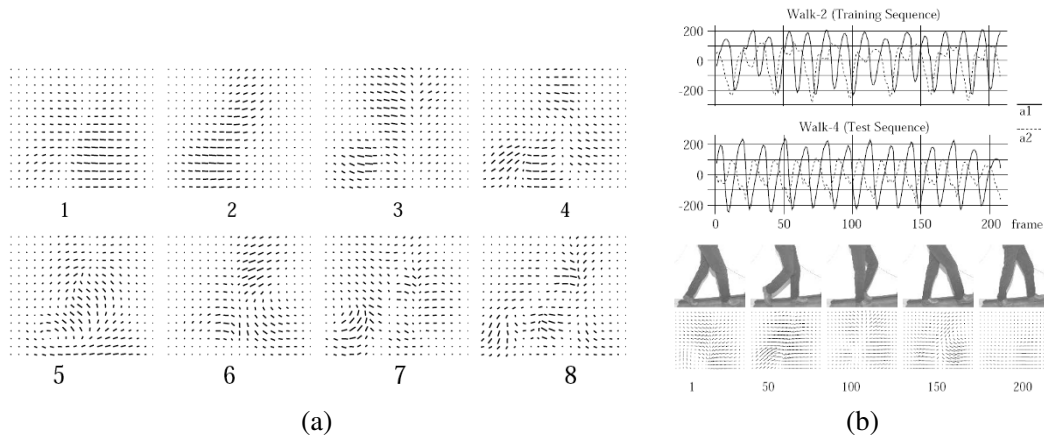 1 2 3 4
5 6 7 8
(a)
Walk-2 (Training Sequence)
200
0
-200
a1
a2
Walk-4 (Test Sequence)
200
0
-200
0 50 100 150 200 frame
1 50 100 150 200
(b)